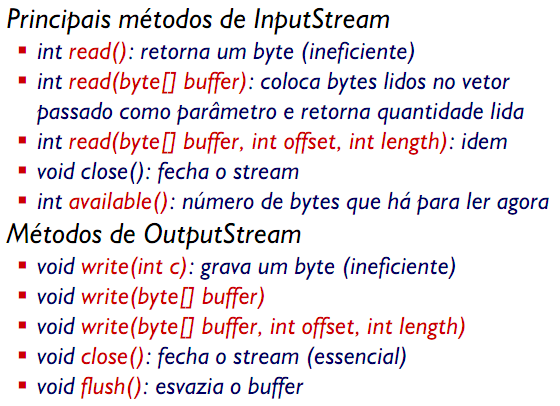 Principais métodos de InputStream
▪ int read(): retorna um byte (ineficiente)
▪ int read(byte[] buffer): coloca bytes lidos no vetor
passado como parâmetro e retorna quantidade lida
▪ int read(byte[] buffer, int offset, int length): idem
▪ void close(): fecha o stream
▪ int available(): número de bytes que há para ler agora
Métodos de OutputStream
▪ void write(int c): grava um byte (ineficiente)
▪ void write(byte[] buffer)
▪ void write(byte[] buffer, int offset, int length)
▪ void close(): fecha o stream (essencial)
▪ void flush(): esvazia o buffer